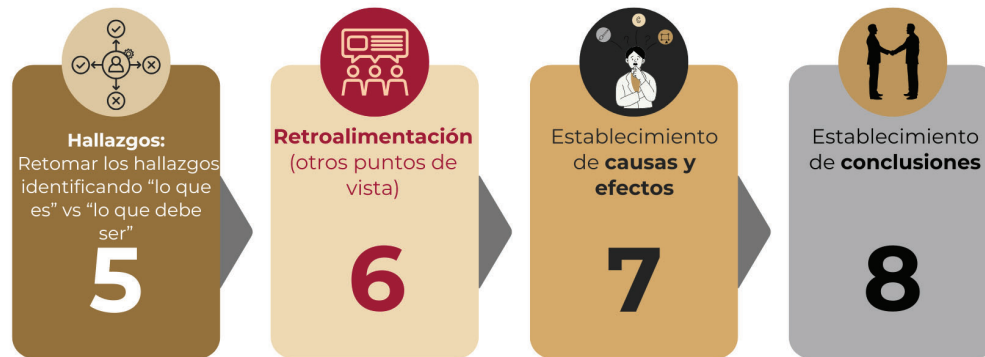 Hallazgos:
Retomar los hallazgos
identificando “lo que
es” vs “lo que debe
ser”
5
Retroalimentación
(otros puntos de
vista)
6
Establecimiento
de causas y
efectos
7
Establecimiento
de conclusiones
8